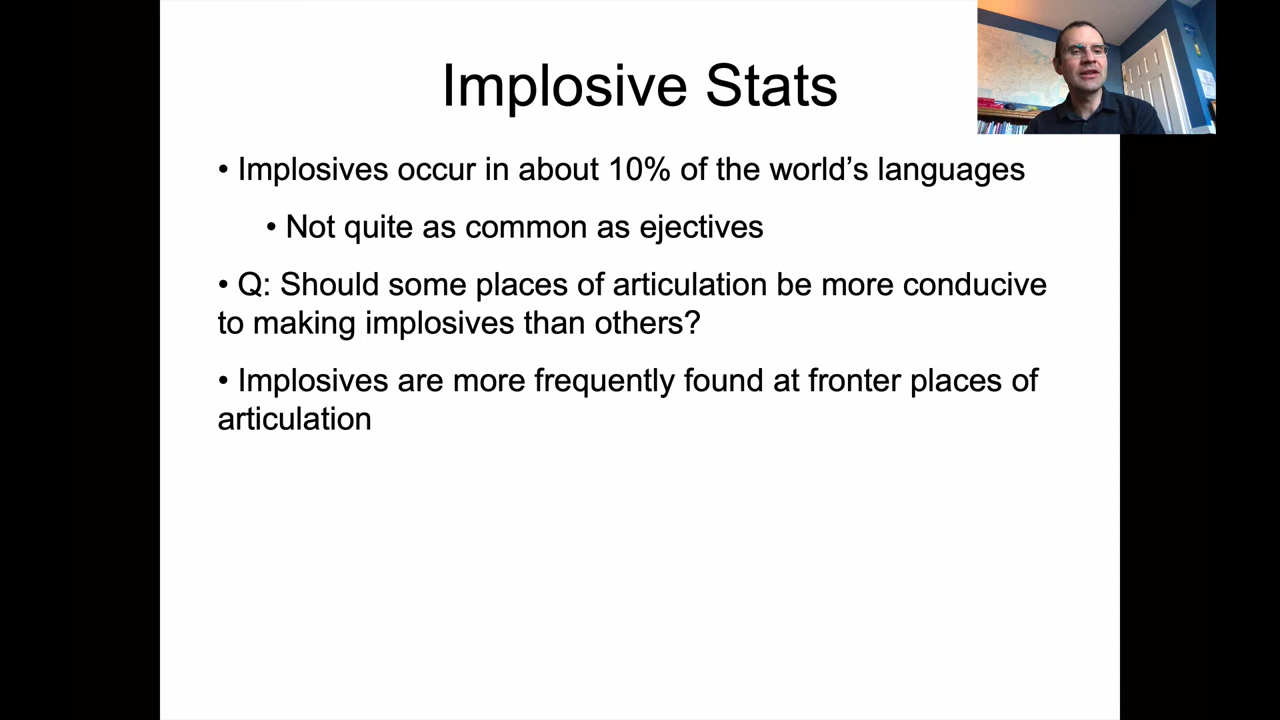 Implosive Stats
• Implosives occur in about 10% of the world’s languages
• Not quite as common as ejectives
• Q: Should some places of articulation be more conducive
to making implosives than others?
• Implosives are more frequently found at fronter places of
articulation